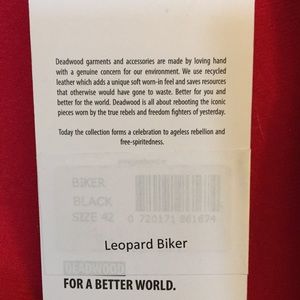 Deadwood garments and accessories are made by loving hand
with a genuine concern for our environment. We use recycled
leather which adds a unique soft worn-in feel and saves resources
that otherwise would have gone to waste. Better for you and
better for the world. Deadwood is all about rebooting the iconic
pieces worn by the true rebels and freedom fighters of yesterday.
Today the collection forms a celebration to ageless rebellion and
free-spiritedness.
BIKER
BLACK
SIZE 42
0 720171 861674
Leopard Biker
DEADWOOD
FOR A BETTER WORLD.